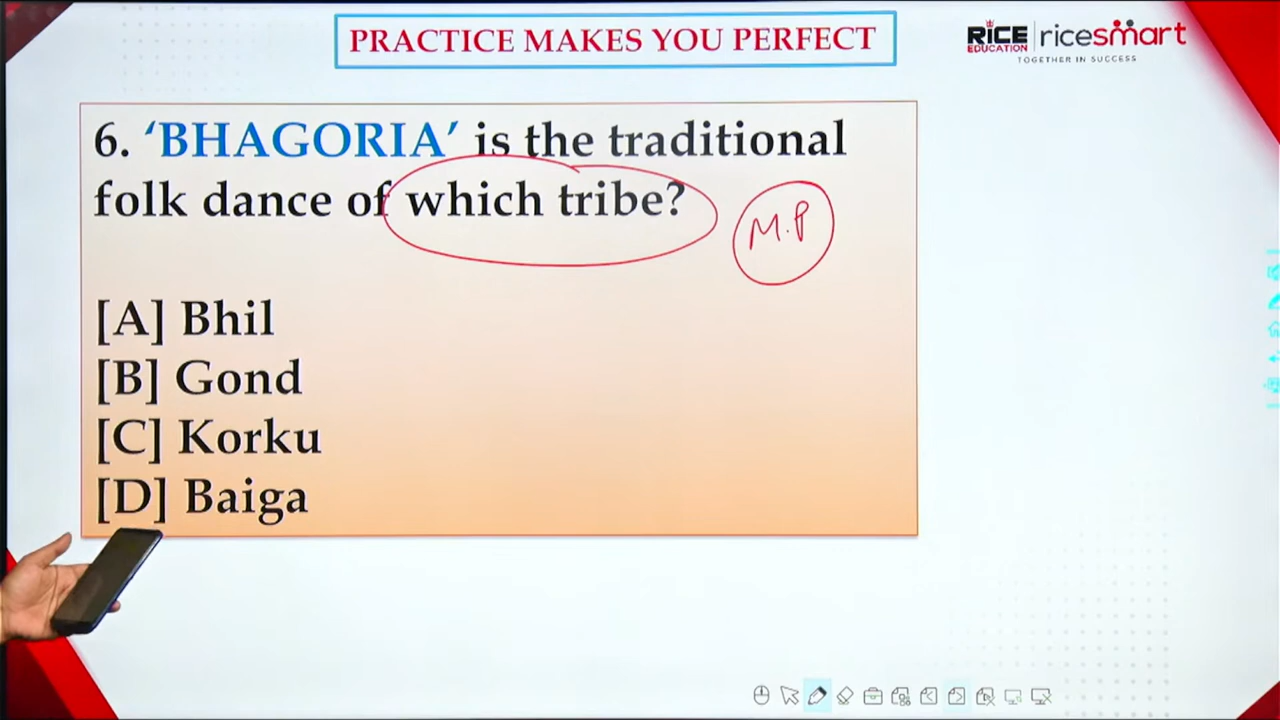 PRACTICE MAKES YOU PERFECT
RICE
EDUCATION
ricesmart
TOGETHER IN SUCCESS
6. ‘BHAGORIA’ is the traditional
folk dance of which tribe?
M.P
[A] Bhil
[B] Gond
[C] Korku
[D] Baiga